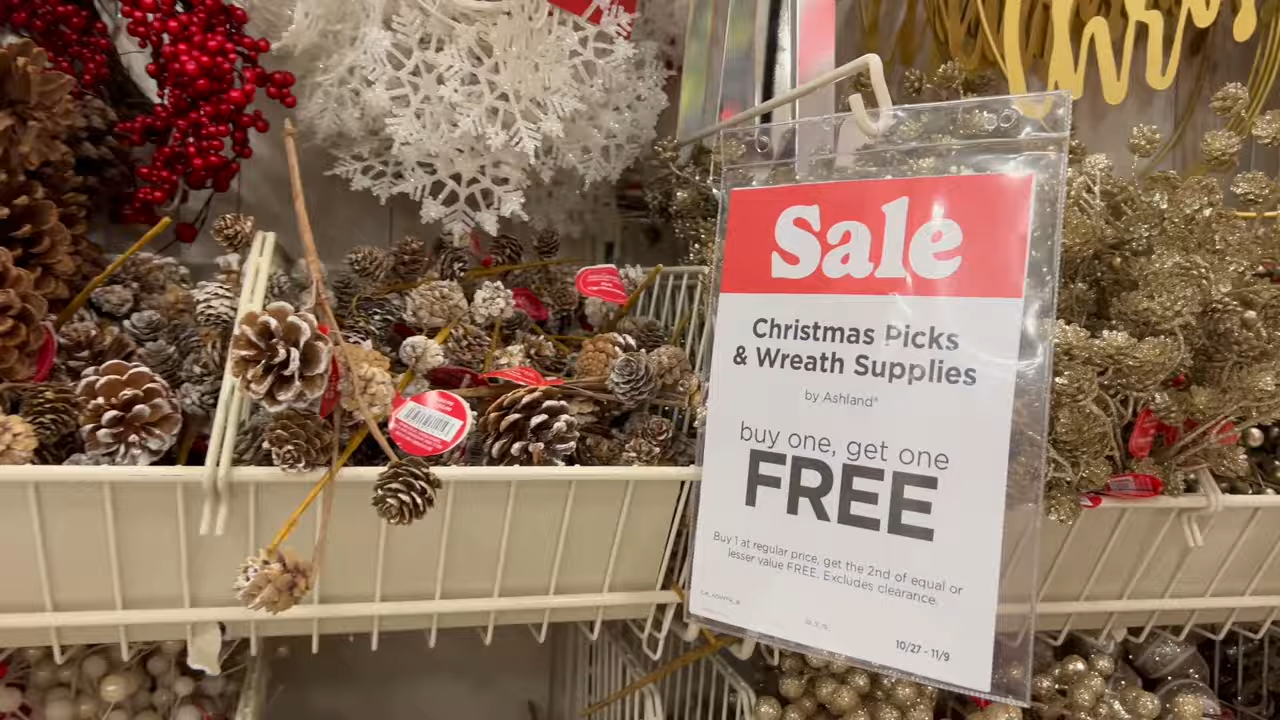 Sale
Christmas Picks
& Wreath Supplies
by Ashland®
buy one, get one
FREE
Buy 1 at regular price, get the 2nd of equal or
lesser value FREE. Excludes clearance.
10/27 - 11/9